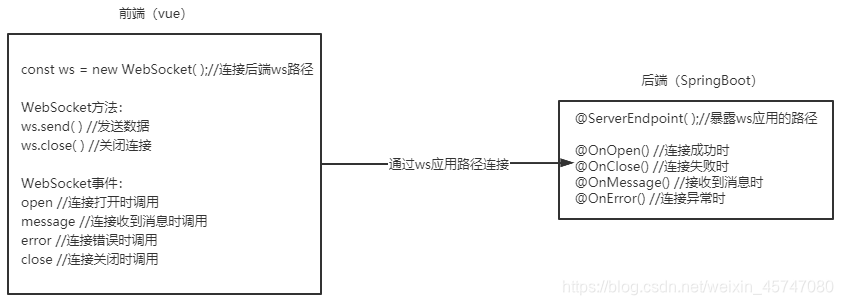 前端（vue）
const ws = new WebSocket( );//连接后端ws路径
WebSocket方法：
ws.send( ) //发送数据
ws.close( ) //关闭连接
WebSocket事件：
open //连接打开时调用
message //连接收到消息时调用
error //连接错误时调用
close //连接关闭时调用
通过ws应用路径连接
后端（SpringBoot）
@ServerEndpoint( );//暴露ws应用的路径
@OnOpen() //连接成功时
@OnClose() //连接失败时
@OnMessage() //接收到消息时
@OnError() //连接异常时
https://blog.csdn.net/weixin_45747080